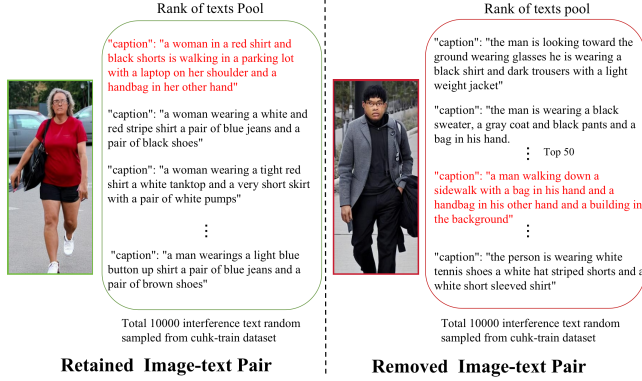 Rank of texts Pool
"caption": "a woman in a red shirt and
black shorts is walking in a parking lot
with a laptop on her shoulder and a
handbag in her other hand"
"caption": "a woman wearing a white and
red stripe shirt a pair of blue jeans and a
pair of black shoes"
"caption": "a woman wearing a tight red
shirt a white tanktop and a very short skirt
with a pair of white pumps"
"caption": "a man wearings a light blue
button up shirt a pair of blue jeans and a
pair of brown shoes"
Total 10000 interference text random
sampled from cuhk-train dataset
Retained Image-text Pair
Rank of texts pool
"caption": "the man is looking toward the
ground wearing glasses he is wearing a
black shirt and dark trousers with a light
weight jacket"
"caption": "the man is wearing a black
sweater, a gray coat and black pants and a
bag in his hand.
Top 50
"caption": "a man walking down a
sidewalk with a bag in his hand and a
handbag in his other hand and a building in
the background"
"caption": "the person is wearing white
tennis shoes a white hat striped shorts and a
white short sleeved shirt"
Total 10000 interference text random
sampled from cuhk-train dataset
Removed Image-text Pair